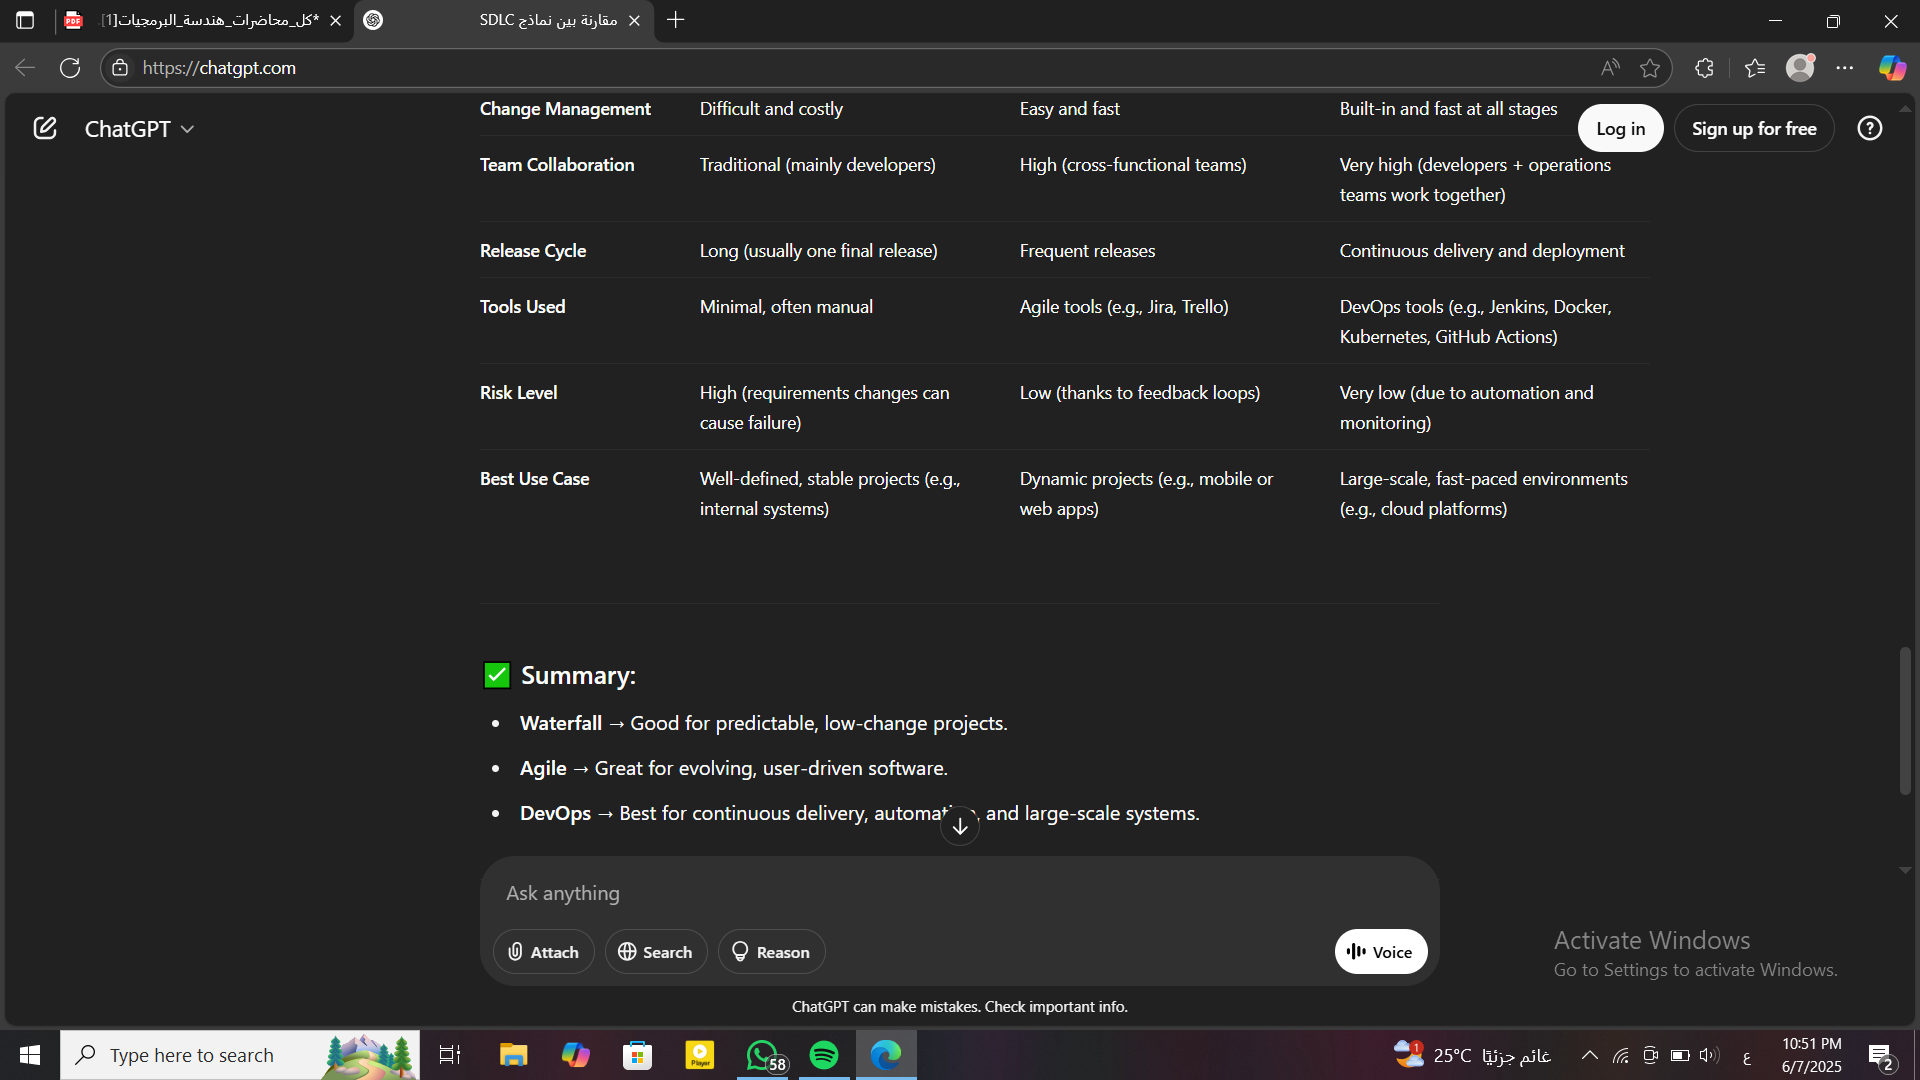 *كل_محاضرات_هندسة_البرمجيات[1].
مقارنة بين نماذج SDLC
https://chatgpt.com
ChatGPT
Log in
Sign up for free
Change Management Difficult and costly Easy and fast Built-in and fast at all stages
Team Collaboration Traditional (mainly developers) High (cross-functional teams) Very high (developers + operations
teams work together)
Release Cycle Long (usually one final release) Frequent releases Continuous delivery and deployment
Tools Used Minimal, often manual Agile tools (e.g., Jira, Trello) DevOps tools (e.g., Jenkins, Docker,
Kubernetes, GitHub Actions)
Risk Level High (requirements changes can Low (thanks to feedback loops) Very low (due to automation and
cause failure) monitoring)
Best Use Case Well-defined, stable projects (e.g., Dynamic projects (e.g., mobile or Large-scale, fast-paced environments
internal systems) web apps) (e.g., cloud platforms)
✅ Summary:
• Waterfall → Good for predictable, low-change projects.
• Agile → Great for evolving, user-driven software.
• DevOps → Best for continuous delivery, automation, and large-scale systems.
Ask anything
Attach Search Reason Voice
ChatGPT can make mistakes. Check important info.
Activate Windows
Go to Settings to activate Windows.
Type here to search
Player
58
1
25°C غائم جزئيًا
ع
10:51 PM
6/7/2025
2